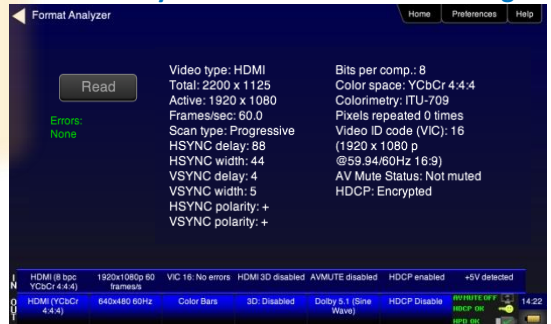 Format Analyzer
Home
Preferences
Help
Read
Errors:
None
Video type: HDMI
Total: 2200 x 1125
Active: 1920 x 1080
Frames/sec: 60.0
Scan type: Progressive
HSYNC delay: 88
HSYNC width: 44
VSYNC delay: 4
VSYNC width: 5
HSYNC polarity: +
VSYNC polarity: +
Bits per comp.: 8
Color space: YCbCr 4:4:4
Colorimetry: ITU-709
Pixels repeated 0 times
Video ID code (VIC): 16
(1920 x 1080 p
@59.94/60Hz 16:9)
AV Mute Status: Not muted
HDCP: Encrypted
IN
HDMI (8 bpc
YCbCr 4:4:4)
1920x1080p 60
frames/s
VIC 16: No errors
HDMI 3D disabled
AVMUTE disabled
HDCP enabled
+5V detected
OUT
HDMI (YCbCr
4:4:4)
640x480 60Hz
Color Bars
3D: Disabled
Dolby 5.1 (Sine
Wave)
HDCP Disable
AVMUTE OFF
HDCP OK
HPD OK
14:22